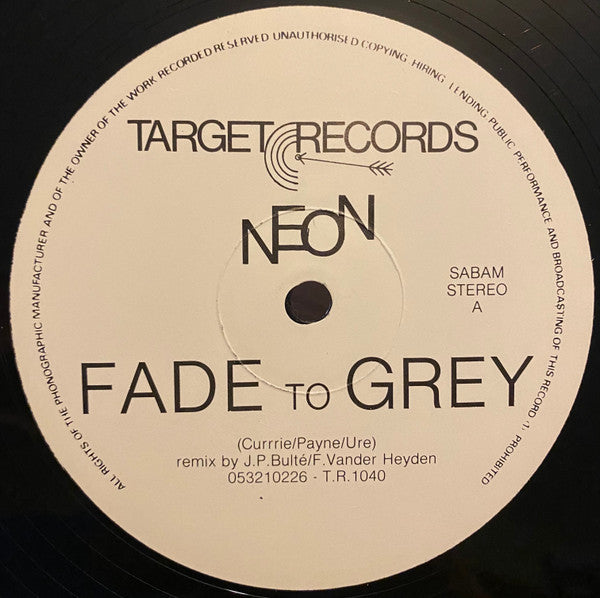 ALL RIGHTS OF THE PHONOGRAPHIC MANUFACTURER AND OF THE OWNER OF THE WORK RECORDED RESERVED UNAUTHORISED COPYING HIRING LENDING PUBLIC PERFORMANCE AND BROADCASTING OF THIS RECORD 1: PROHIBITED
TARGET RECORDS
NEON
SABAM
STEREO
A
FADE TO GREY
(Currrie/Payne/Ure)
remix by J.P.Bulté/F.Vander Heyden
053210226 - T.R.1040